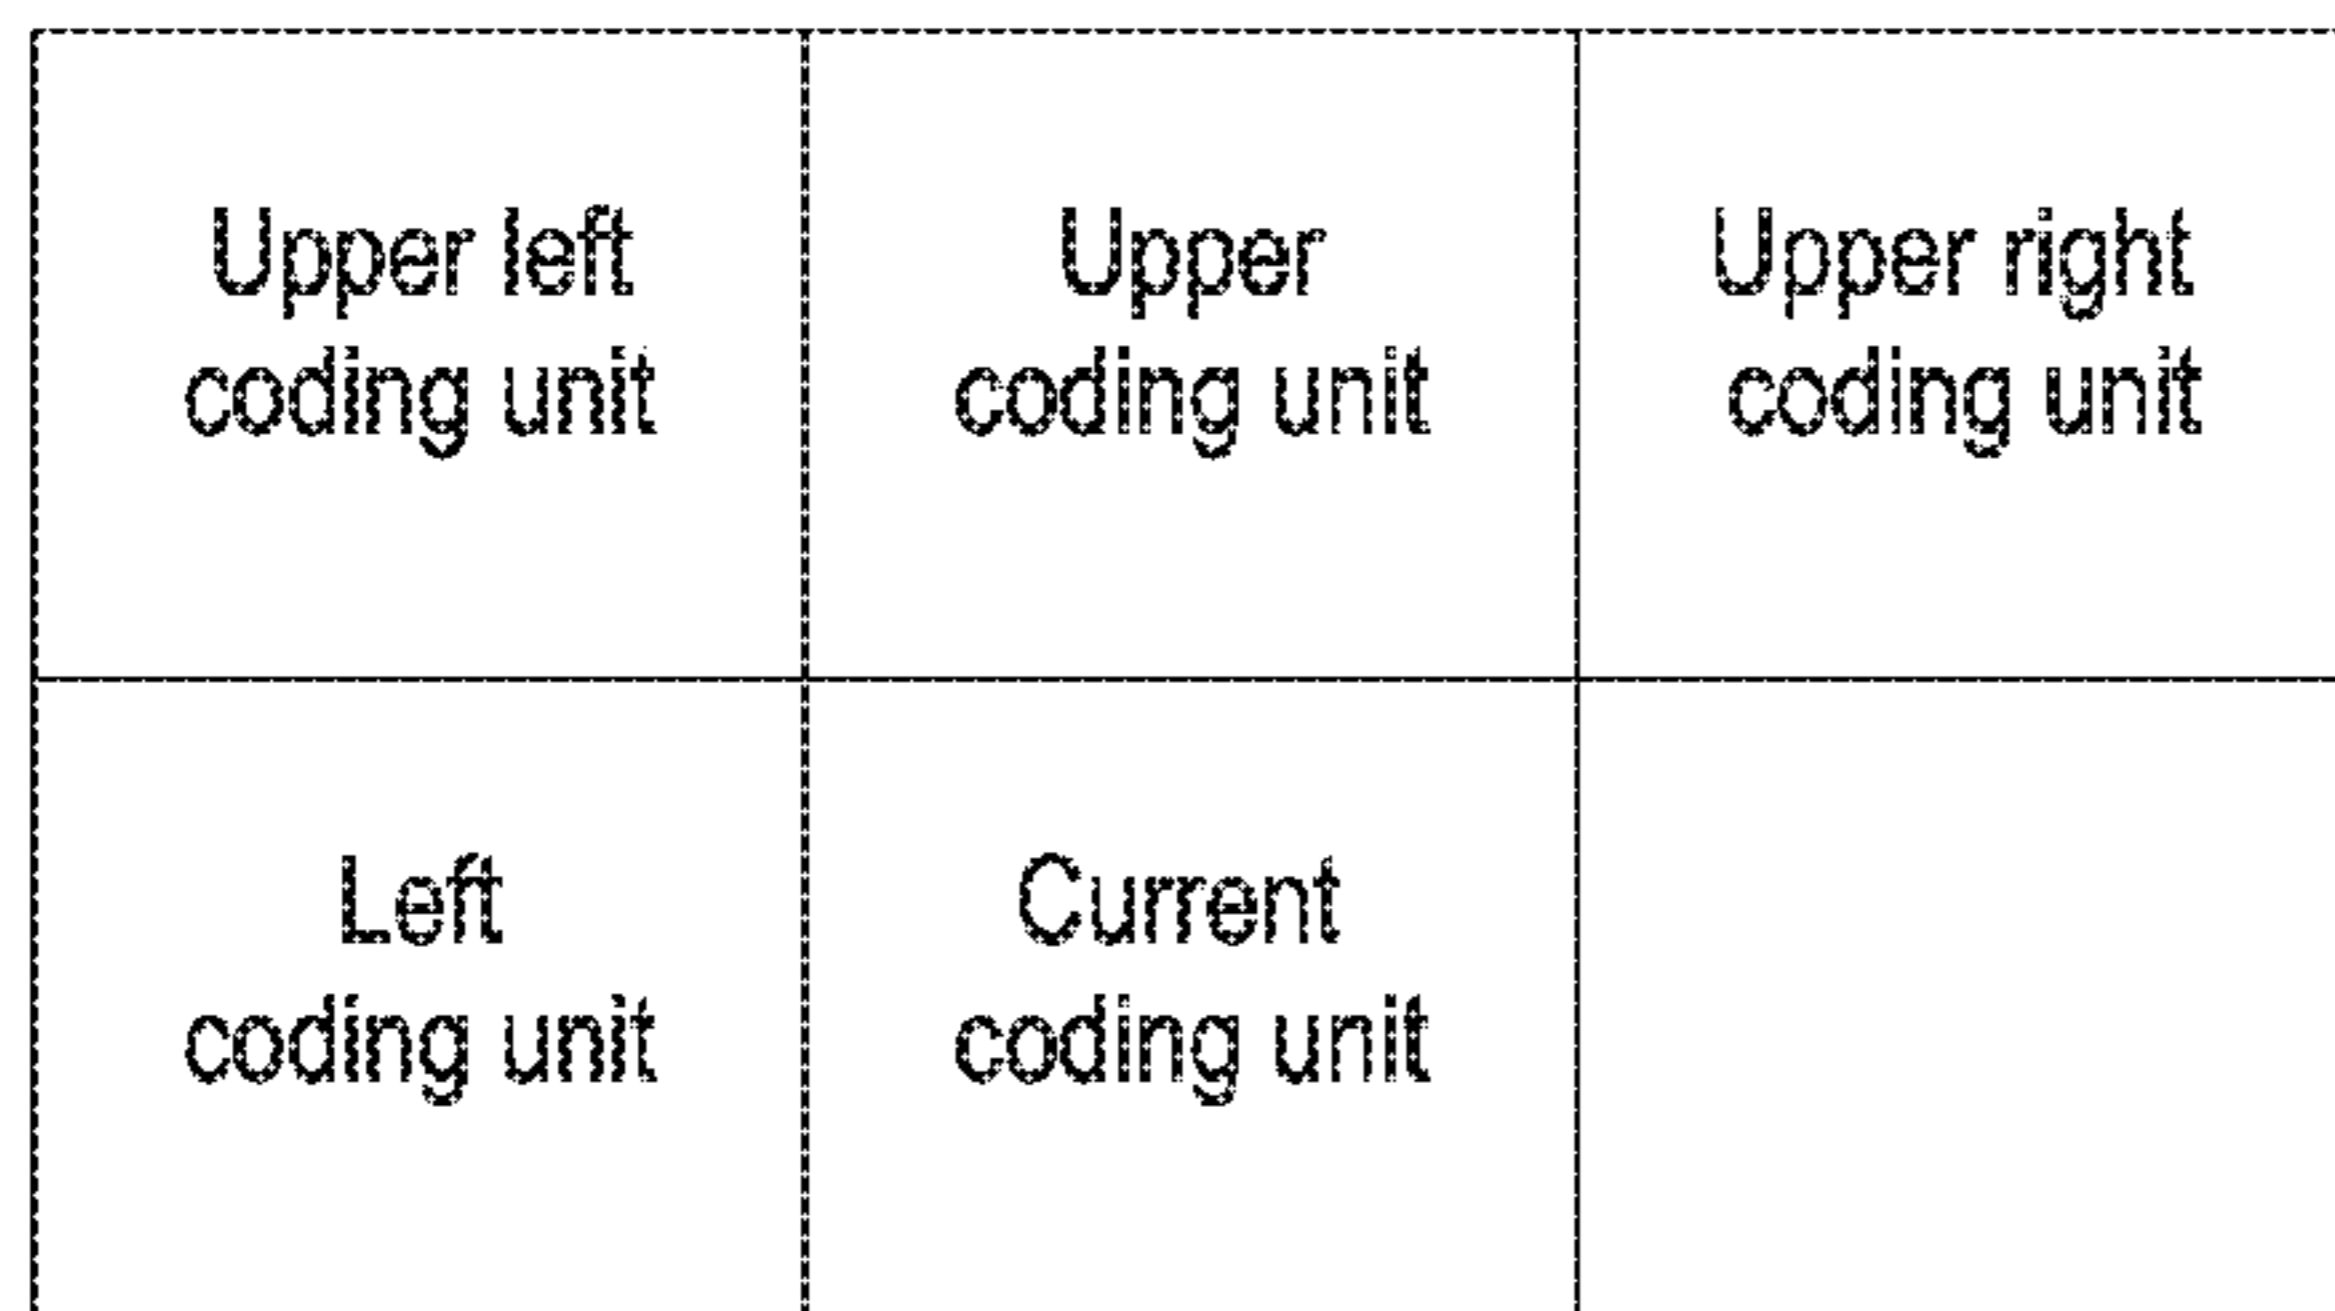 Upper left
coding unit
Upper
coding unit
Upper right
coding unit
Left
coding unit
Current
coding unit